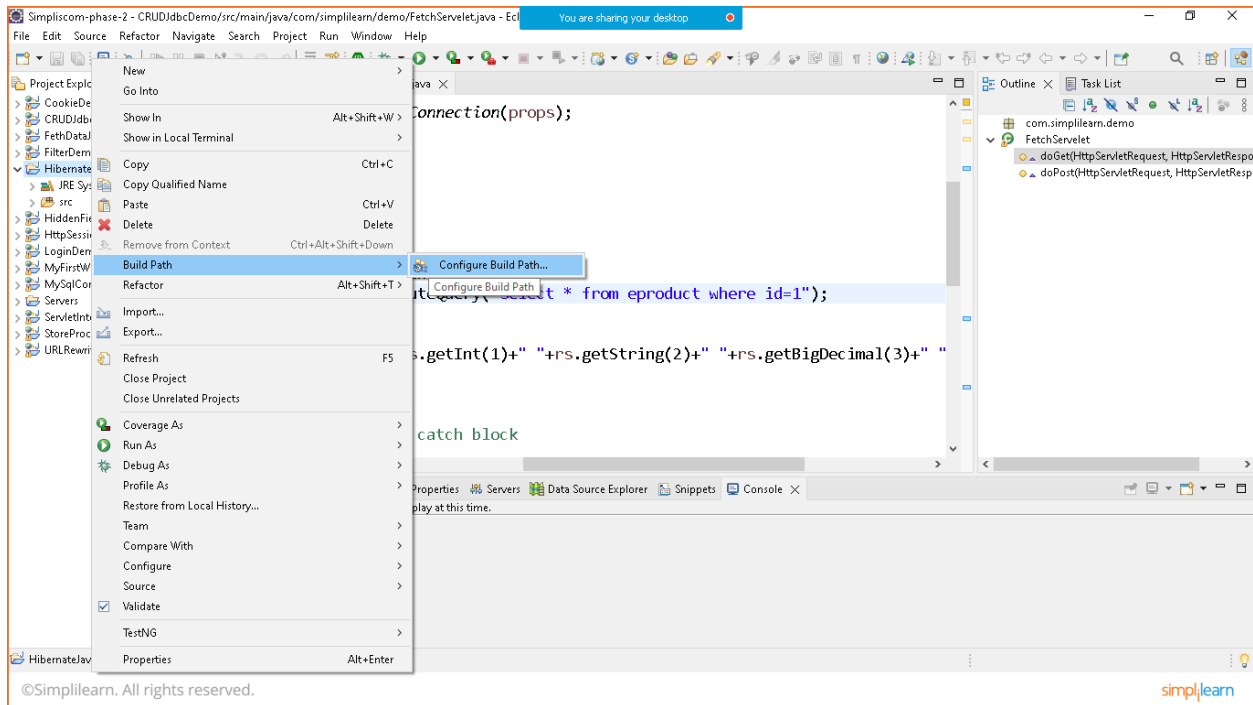 Simpliscom-phase-2 - CRUDJdbcDemo/src/main/java/com/simplilearn/demo/FetchServelet.java - Ecl
You are sharing your desktop
File Edit Source Refactor Navigate Search Project Run Window Help
Project Explo
CookieDe
CRUDJdb
FethDataJ
FilterDem
Hibernate
JRE Sys
src
HiddenFie
HttpSessi
LoginDem
MyFirstW
MySqlCor
Servers
ServletInt
StoreProc
URLRewri
New
Go Into
Show In Alt+Shift+W
Show in Local Terminal
Copy Ctrl+C
Copy Qualified Name
Paste Ctrl+V
Delete Delete
Remove from Context Ctrl+Alt+Shift+Down
Build Path
Refactor Alt+Shift+T
Import...
Export...
Refresh F5
Close Project
Close Unrelated Projects
Coverage As
Run As
Debug As
Profile As
Restore from Local History...
Team
Compare With
Configure
Source
Validate
TestNG
Properties Alt+Enter
Configure Build Path...
Configure Build Path
java
Connection(props);
* from eproduct where id=1");
s.getInt(1)+" "+rs.getString(2)+" "+rs.getBigDecimal(3)+" "
catch block
Properties Servers Data Source Explorer Snippets Console
play at this time.
Outline Task List
com.simplilearn.demo
FetchServelet
doGet(HttpServletRequest, HttpServletRespo
doPost(HttpServletRequest, HttpServletResp
HibernateJav
©Simplilearn. All rights reserved.
simplilearn